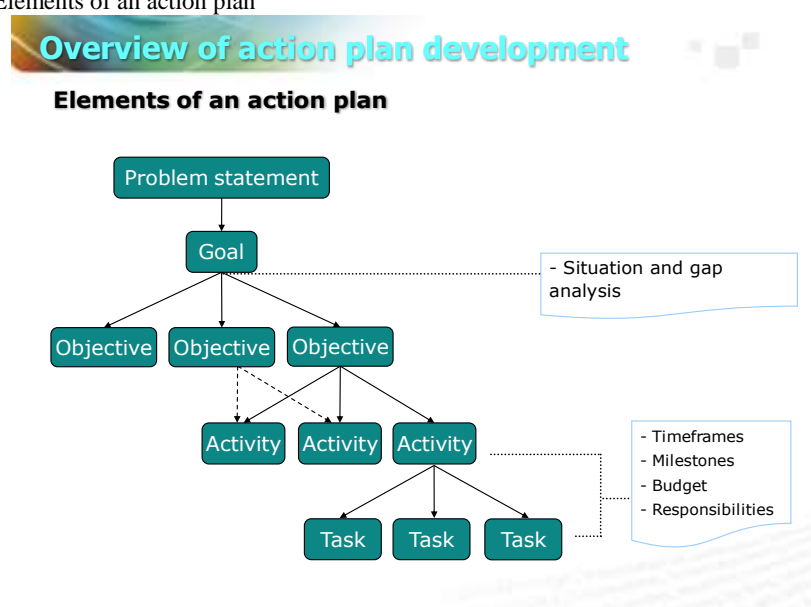 Elements of an action plan
Overview of action plan development
Elements of an action plan
Problem statement
Goal
- Situation and gap
analysis
Objective
Objective
Objective
Activity
Activity
Activity
- Timeframes
- Milestones
- Budget
- Responsibilities
Task
Task
Task